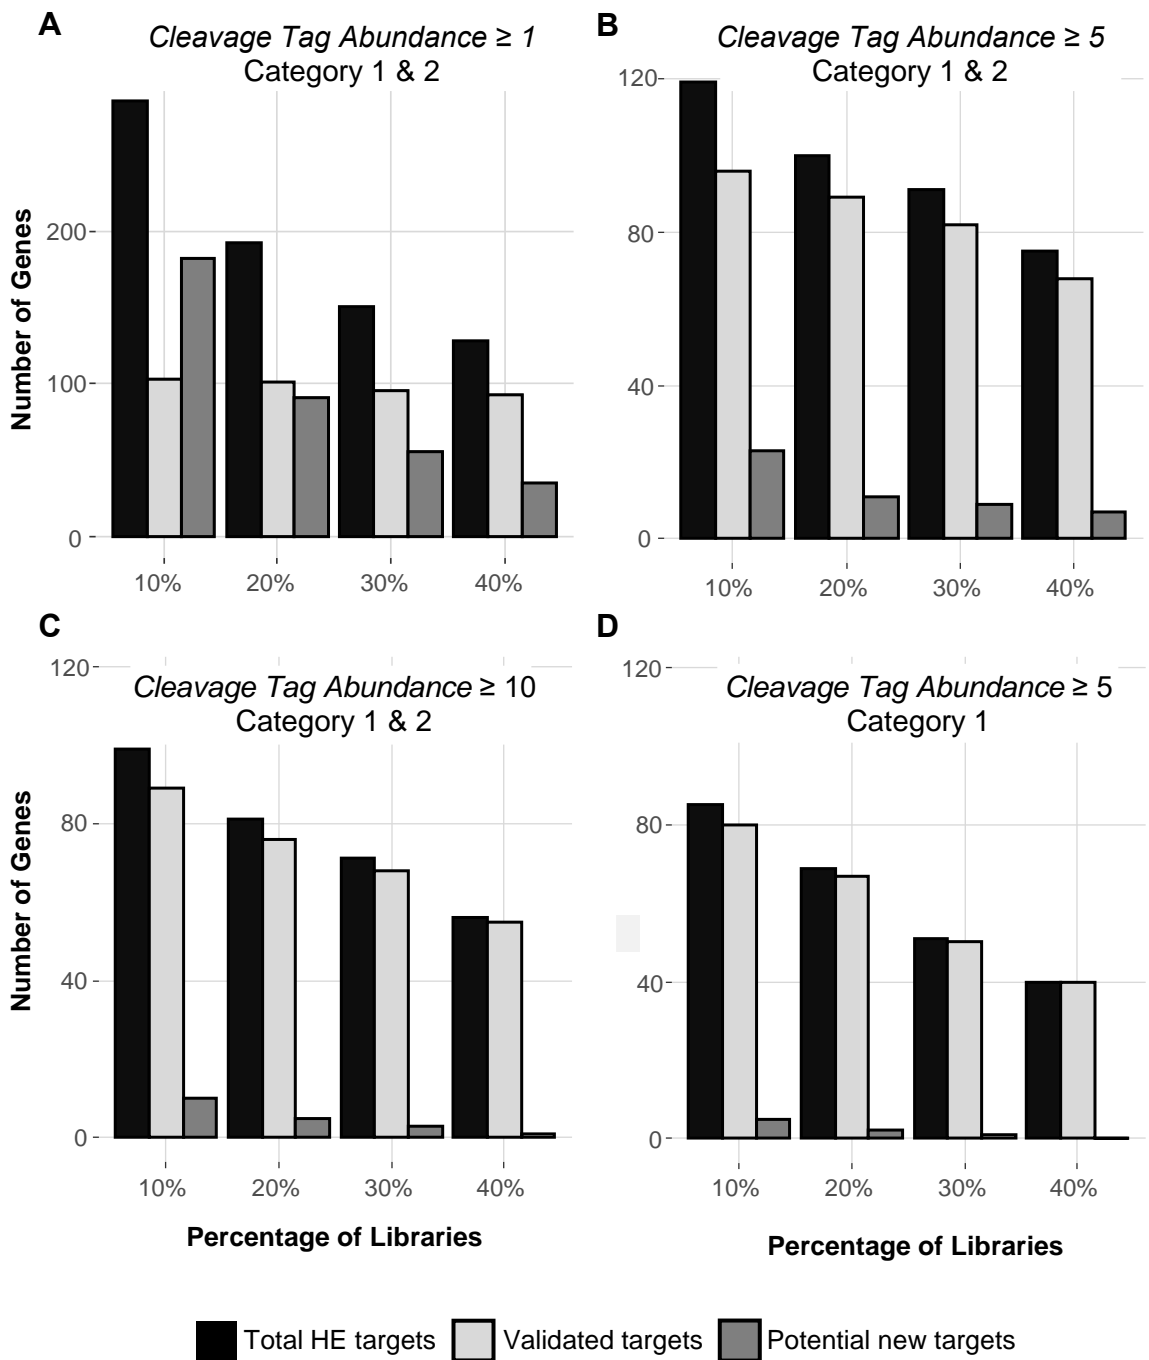 A
Cleavage Tag Abundance ≥ 1
Category 1 & 2
Number of Genes
200
100
0
10% 20% 30% 40%
B
Cleavage Tag Abundance ≥ 5
Category 1 & 2
120
80
40
0
10% 20% 30% 40%
C
Cleavage Tag Abundance ≥ 10
Category 1 & 2
Number of Genes
120
80
40
0
10% 20% 30% 40%
Percentage of Libraries
D
Cleavage Tag Abundance ≥ 5
Category 1
120
80
40
0
10% 20% 30% 40%
Percentage of Libraries
Total HE targets Validated targets Potential new targets